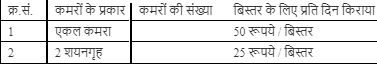 क्र.सं. कमरों के प्रकार कमरों की संख्या बिस्तर के लिए प्रति दिन किराया
1 एकल कमरा 50 रूपये / बिस्तर
2 2 शयनगृह 25 रूपये / बिस्तर